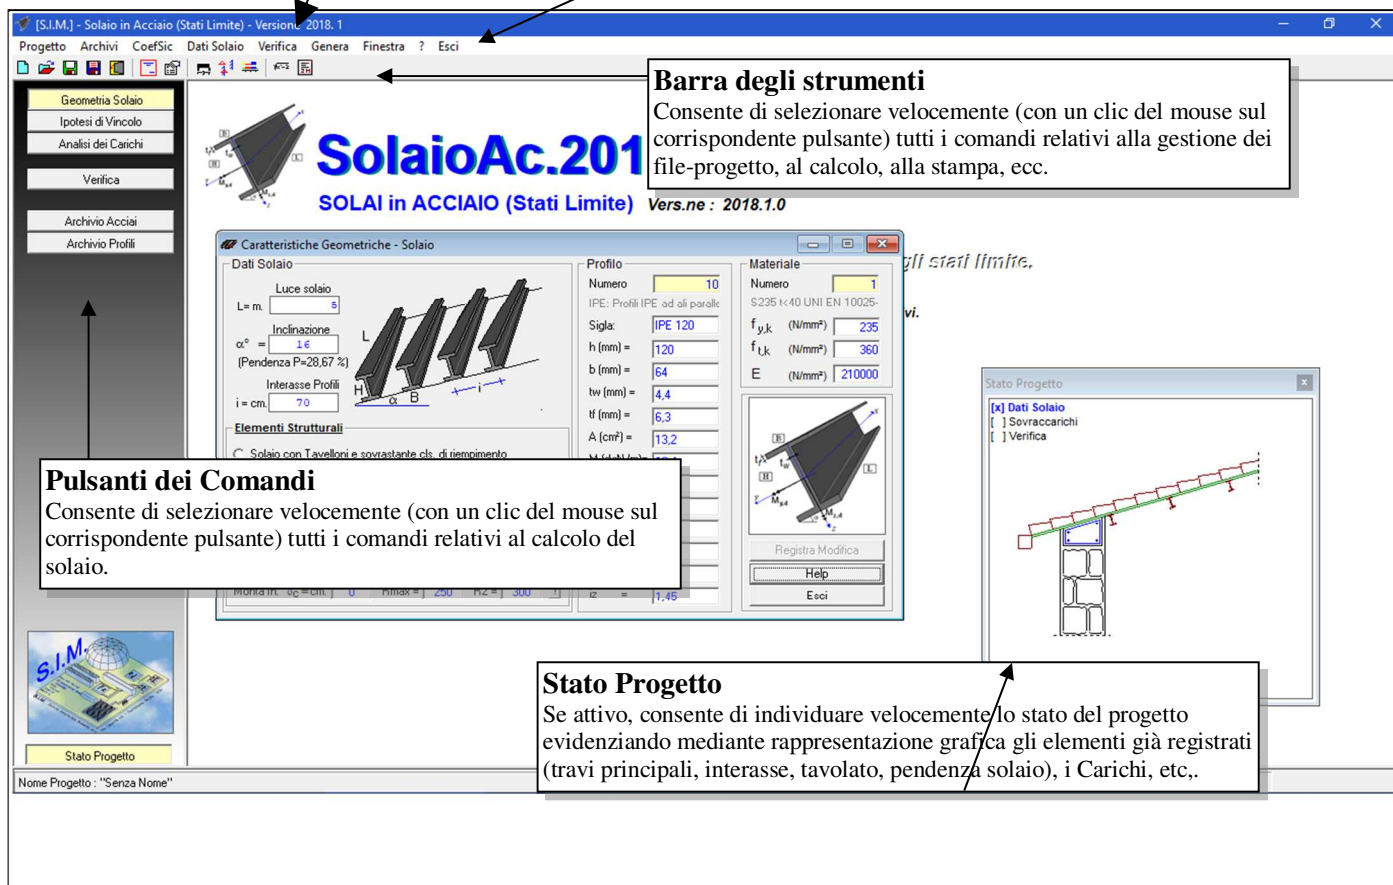 [S.I.M.] - Solaio in Acciaio (Stati Limite) - Versione 2018. 1
Progetto Archivi CoefSic Dati Solaio Verifica Genera Finestra ? Esci
Barra degli strumenti
Consente di selezionare velocemente (con un clic del mouse sul
corrispondente pulsante) tutti i comandi relativi alla gestione dei
file-progetto, al calcolo, alla stampa, ecc.
Geometria Solaio
Ipotesi di Vincolo
Analisi dei Carichi
Verifica
Archivio Acciai
Archivio Profili
SolaioAc.201
SOLAI in ACCIAIO (Stati Limite) Vers.ne : 2018.1.0
gli stati limite.
vi.
Caratteristiche Geometriche - Solaio
Dati Solaio
Luce solaio
L= m. 5
Inclinazione
α° = 16
(Pendenza P=28,67 %)
Interasse Profili
i = cm. 70
L
H
α
B
i
Elementi Strutturali
Solaio con Tavelloni e sovrastante cls. di riempimento
Profilo
Numero 10
IPE: Profili IPE ad ali paralle
Sigla: IPE 120
h (mm) = 120
b (mm) = 64
tw (mm) = 4,4
tf (mm) = 6,3
A (cm²) = 13,2
iz = 1,45
Materiale
Numero 1
S235 t<40 UNI EN 10025-
fy,k (N/mm²) 235
ft,k (N/mm²) 360
E (N/mm²) 210000
Registra Modifica
Help
Esci
Pulsanti dei Comandi
Consente di selezionare velocemente (con un clic del mouse sul
corrispondente pulsante) tutti i comandi relativi al calcolo del
solaio.
Stato Progetto
[x] Dati Solaio
[ ] Sovraccarichi
[ ] Verifica
Stato Progetto
Se attivo, consente di individuare velocemente lo stato del progetto
evidenziando mediante rappresentazione grafica gli elementi già registrati
(travi principali, interasse, tavolato, pendenza solaio), i Carichi, etc,.
S.I.M.
Stato Progetto
Nome Progetto : "Senza Nome"